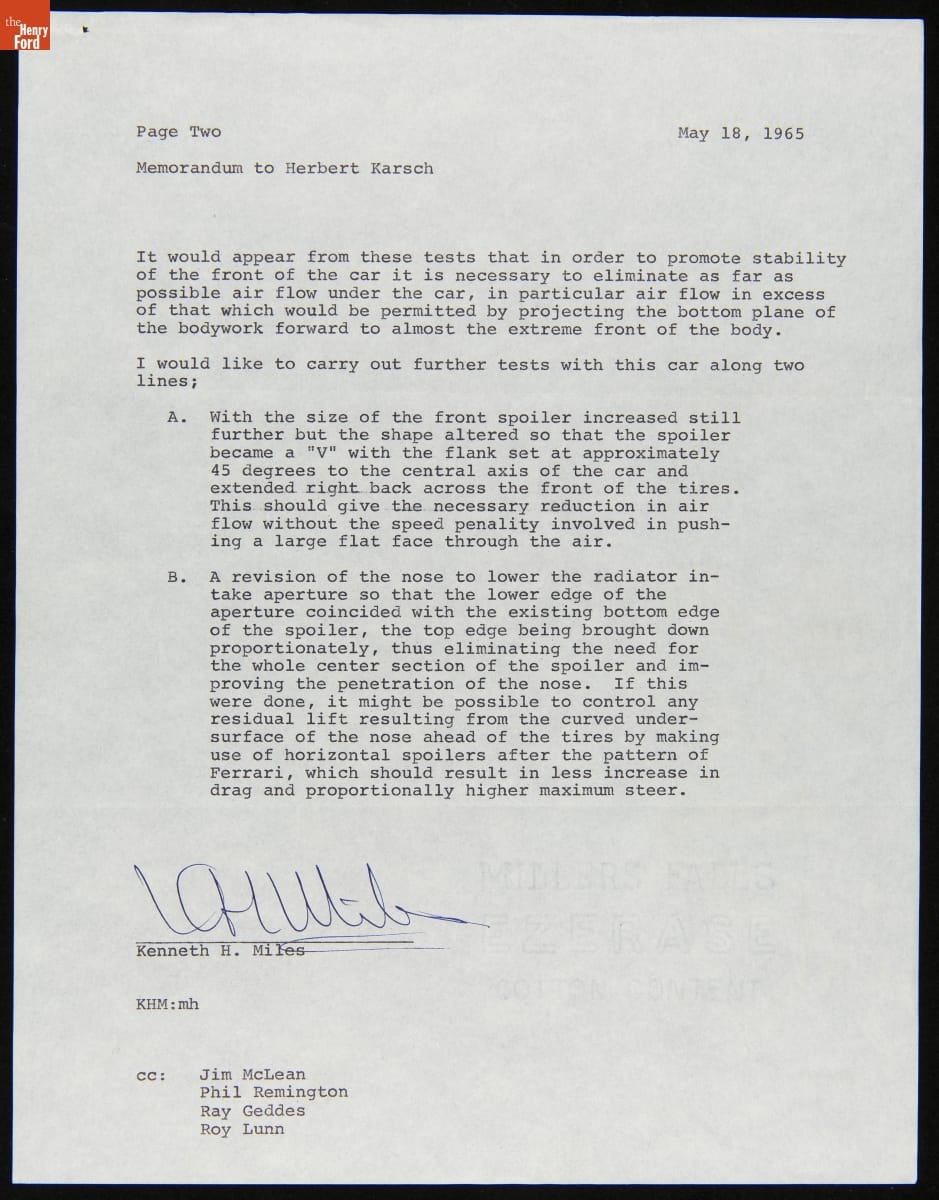 the
Henry
Ford
Page Two May 18, 1965
Memorandum to Herbert Karsch
It would appear from these tests that in order to promote stability
of the front of the car it is necessary to eliminate as far as
possible air flow under the car, in particular air flow in excess
of that which would be permitted by projecting the bottom plane of
the bodywork forward to almost the extreme front of the body.
I would like to carry out further tests with this car along two
lines;
A. With the size of the front spoiler increased still
further but the shape altered so that the spoiler
became a "V" with the flank set at approximately
45 degrees to the central axis of the car and
extended right back across the front of the tires.
This should give the necessary reduction in air
flow without the speed penality involved in push-
ing a large flat face through the air.
B. A revision of the nose to lower the radiator in-
take aperture so that the lower edge of the
aperture coincided with the existing bottom edge
of the spoiler, the top edge being brought down
proportionately, thus eliminating the need for
the whole center section of the spoiler and im-
proving the penetration of the nose. If this
were done, it might be possible to control any
residual lift resulting from the curved under-
surface of the nose ahead of the tires by making
use of horizontal spoilers after the pattern of
Ferrari, which should result in less increase in
drag and proportionally higher maximum steer.
KHMiles
Kenneth H. Miles
MILLERS FALLS
EZERASE
COTTON CONTENT
KHM:mh
cc: Jim McLean
Phil Remington
Ray Geddes
Roy Lunn